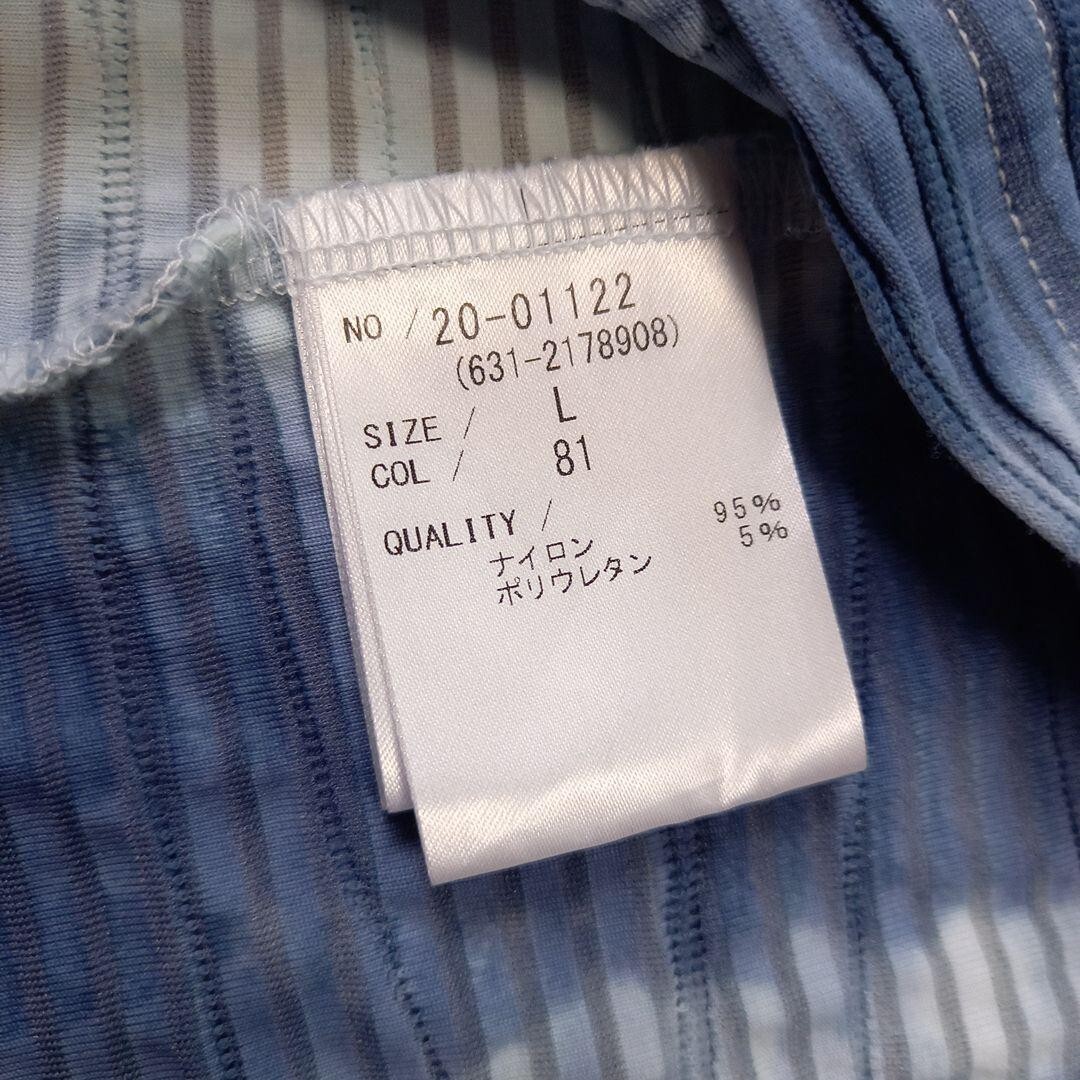 NO / 20-01122
(631-2178908)
SIZE / L
COL / 81
QUALITY /
ナイロン 95%
ポリウレタン 5%